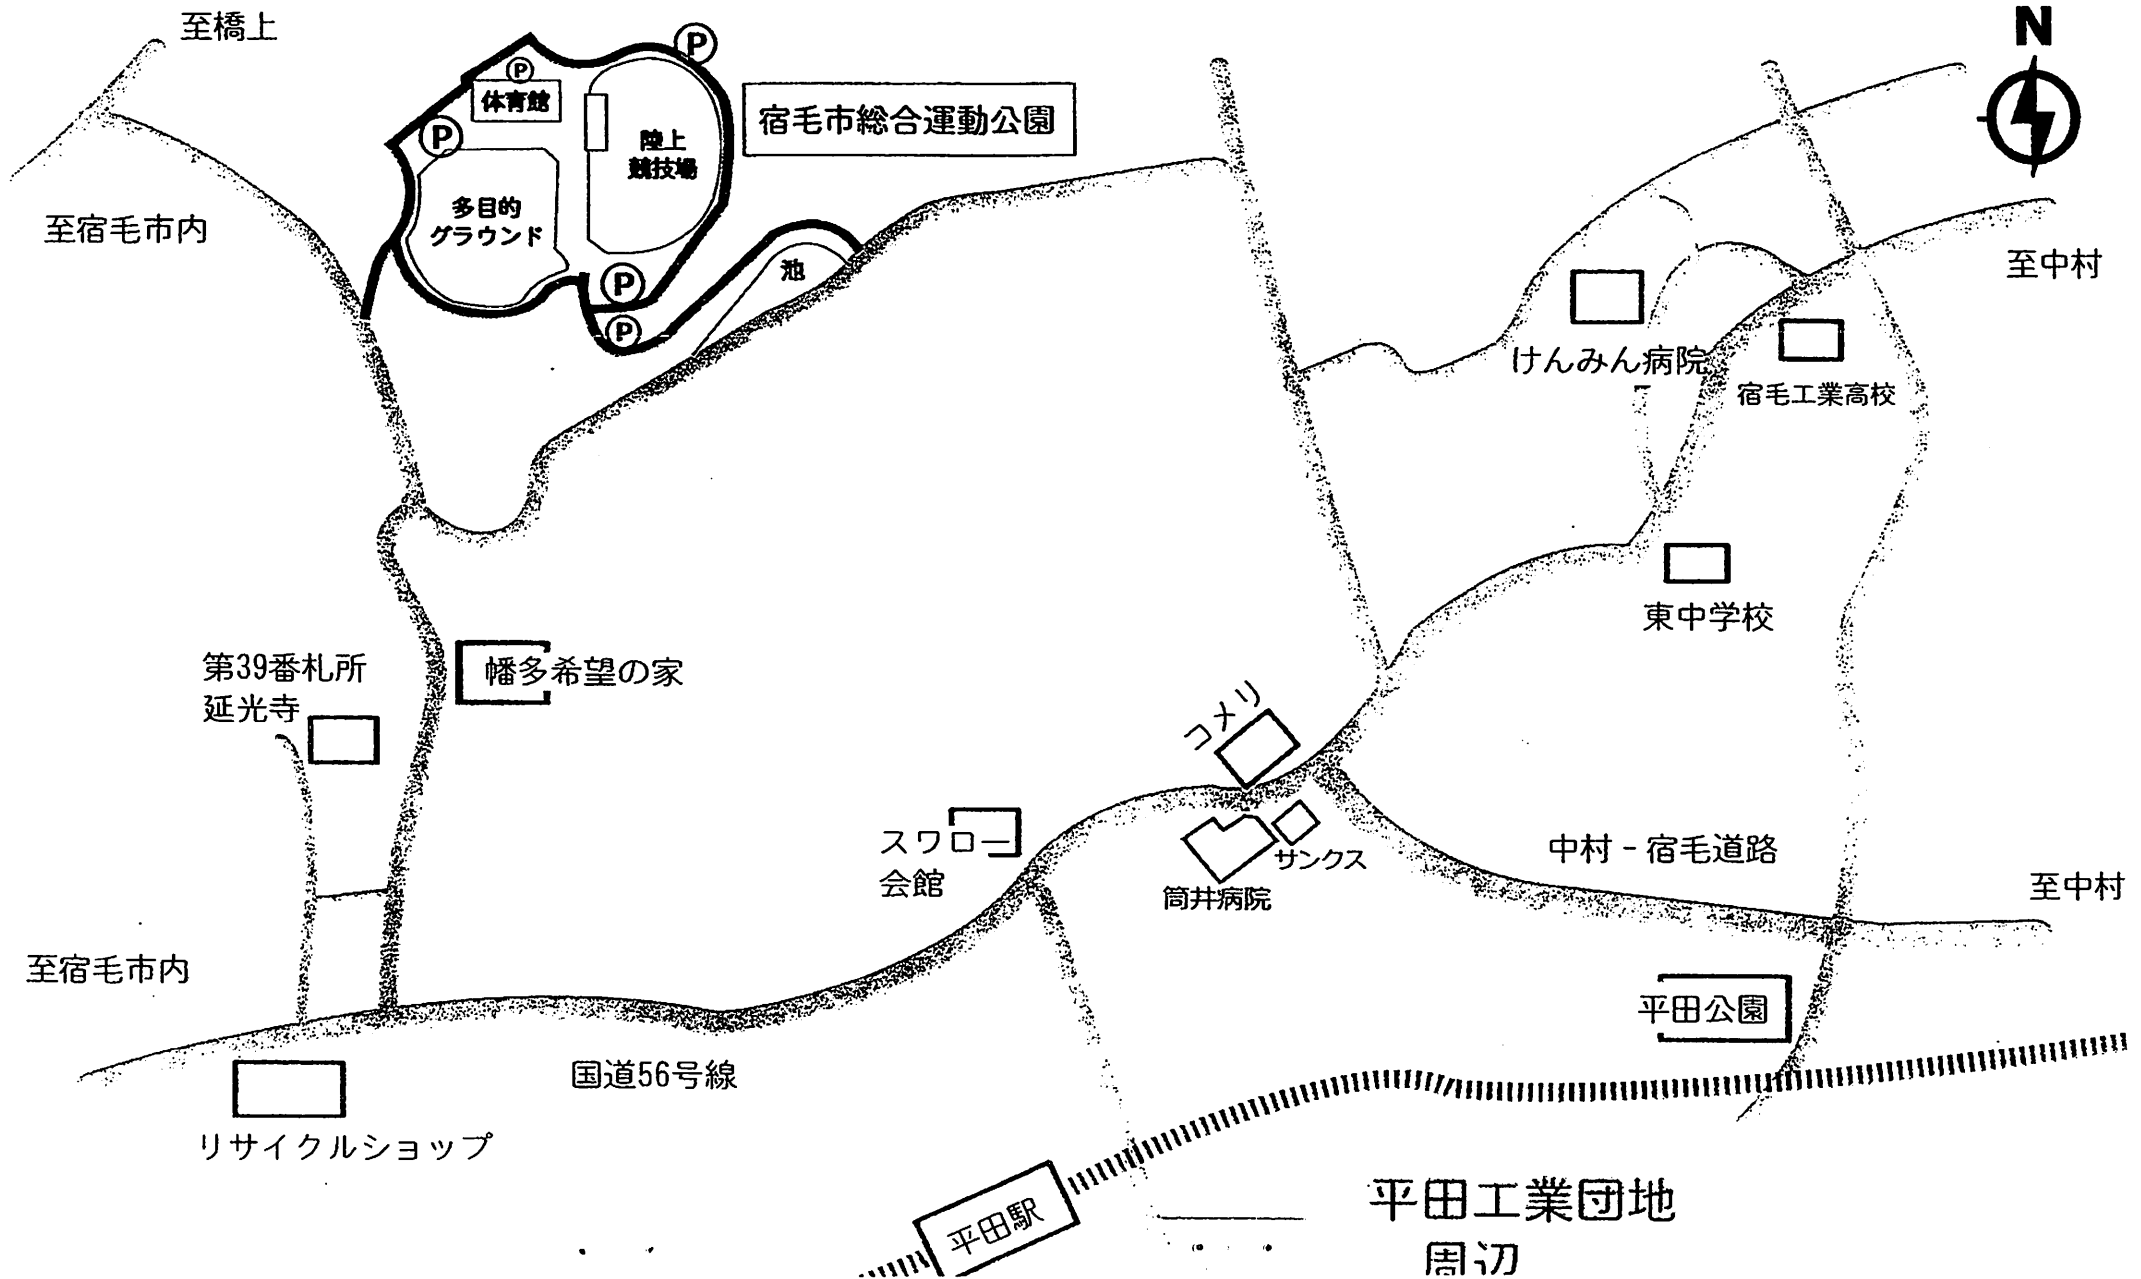 至橋上
N
P
P
体育館
宿毛市総合運動公園
P
陸上
競技場
至宿毛市内
多目的
グラウンド
至中村
池
P
P
けんみん病院
宿毛工業高校
東中学校
第39番札所
延光寺
幡多希望の家
コメリ
スワロー
会館
サンクス
筒井病院
中村-宿毛道路
至中村
至宿毛市内
平田公園
国道56号線
リサイクルショップ
平田駅
平田工業団地
周辺